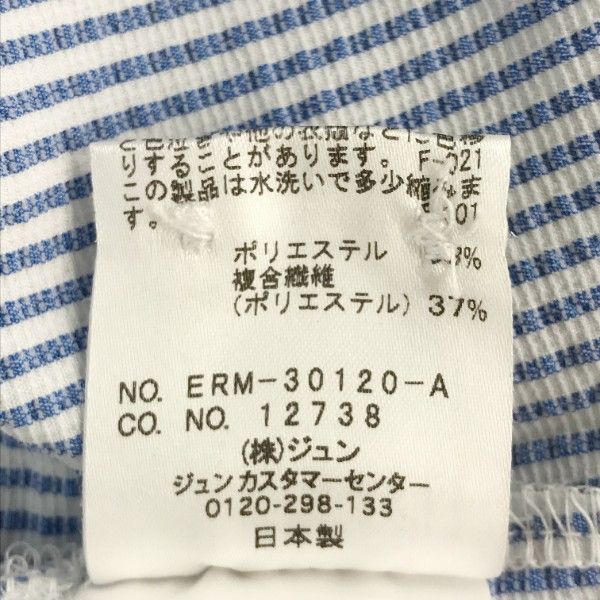 りすることがあります。 F-021
この製品は水洗いで多少縮みま
す。
ポリエステル
複合繊維
(ポリエステル) 37%
NO. ERM-30120-A
CO. NO. 12738
(株)ジュン
ジュンカスタマーセンター
0120-298-133
日本製